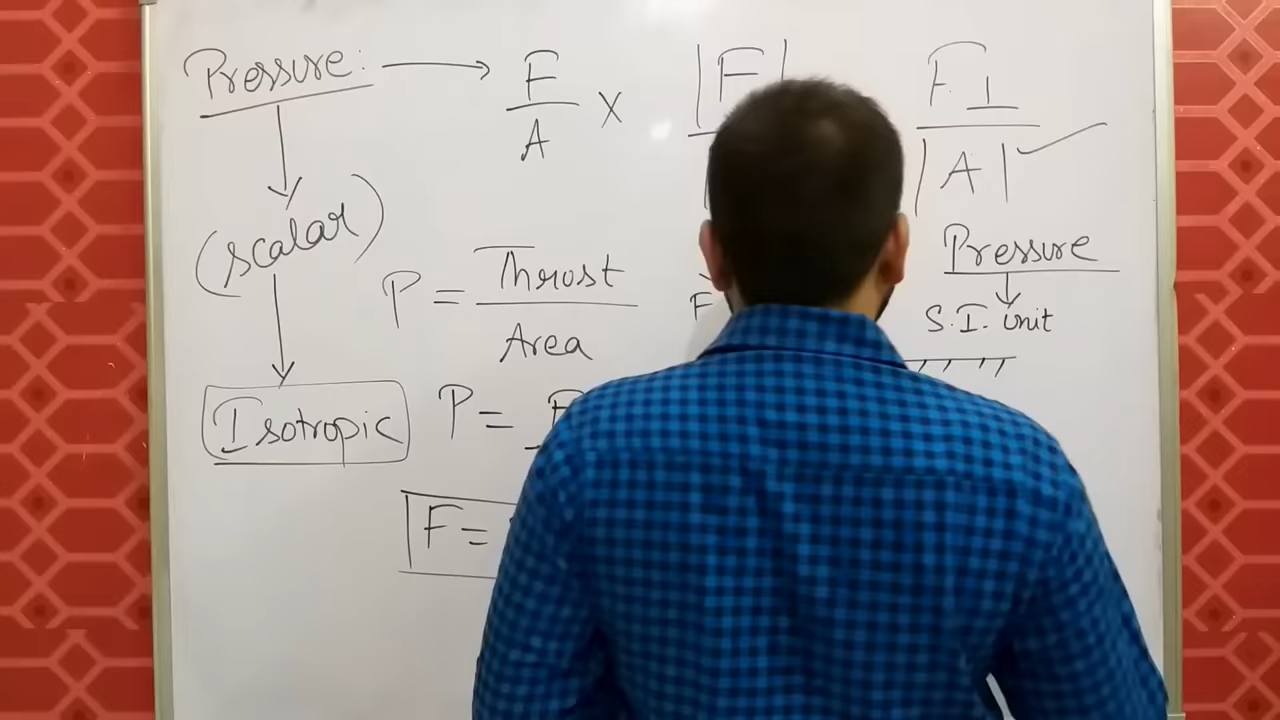 Pressure: → F/A x |F| F⊥/|A| ✓
(scalar)
P = Thrust/Area
Pressure
S.I. Unit
Isotropic
P =
F =